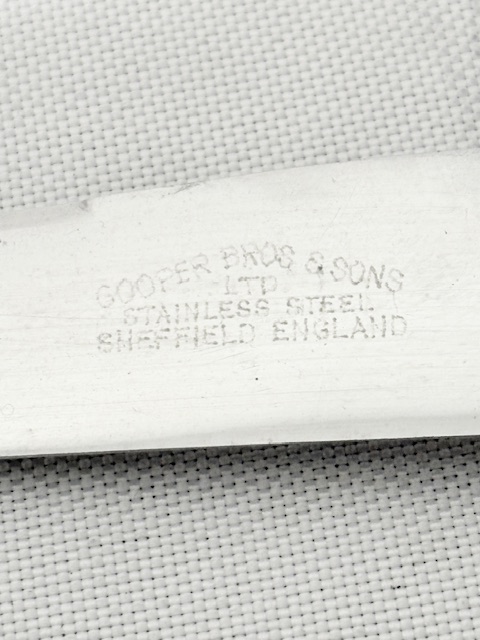 COOPER BROS & SONS
LTD
STAINLESS STEEL
SHEFFIELD ENGLAND